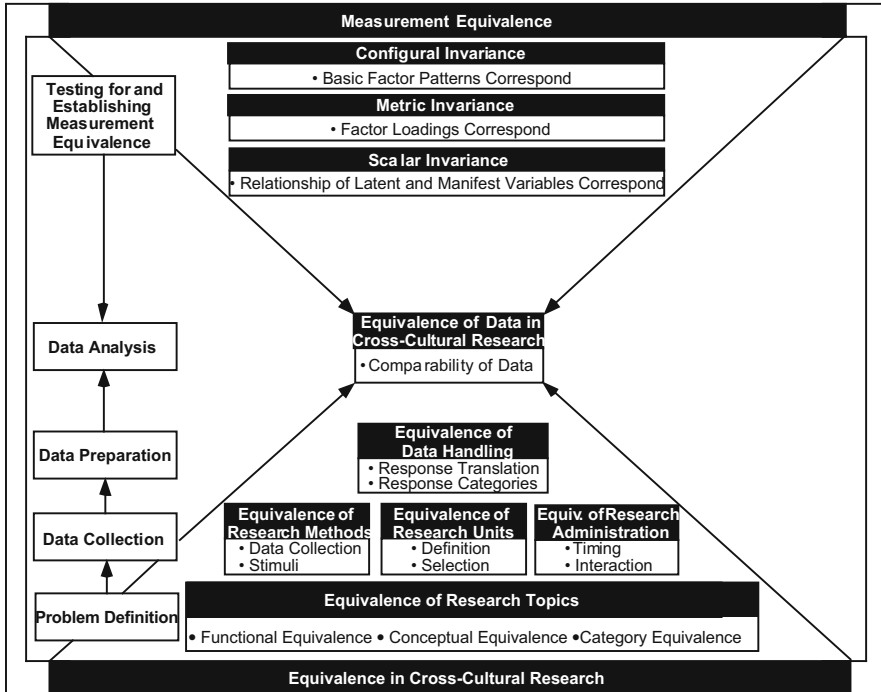 Measurement Equivalence
Configural Invariance
• Basic Factor Patterns Correspond
Testing for and
Establishing
Measurement
Equivalence
Metric Invariance
• Factor Loadings Correspond
Scalar Invariance
• Relationship of Latent and Manifest Variables Correspond
Equivalence of Data in
Cross-Cultural Research
• Comparability of Data
Data Analysis
Equivalence of
Data Handling
• Response Translation
• Response Categories
Data Preparation
Equivalence of
Research Methods
• Data Collection
• Stimuli
Equivalence of
Research Units
• Definition
• Selection
Equiv. of Research
Administration
• Timing
• Interaction
Data Collection
Problem Definition
Equivalence of Research Topics
• Functional Equivalence • Conceptual Equivalence • Category Equivalence
Equivalence in Cross-Cultural Research